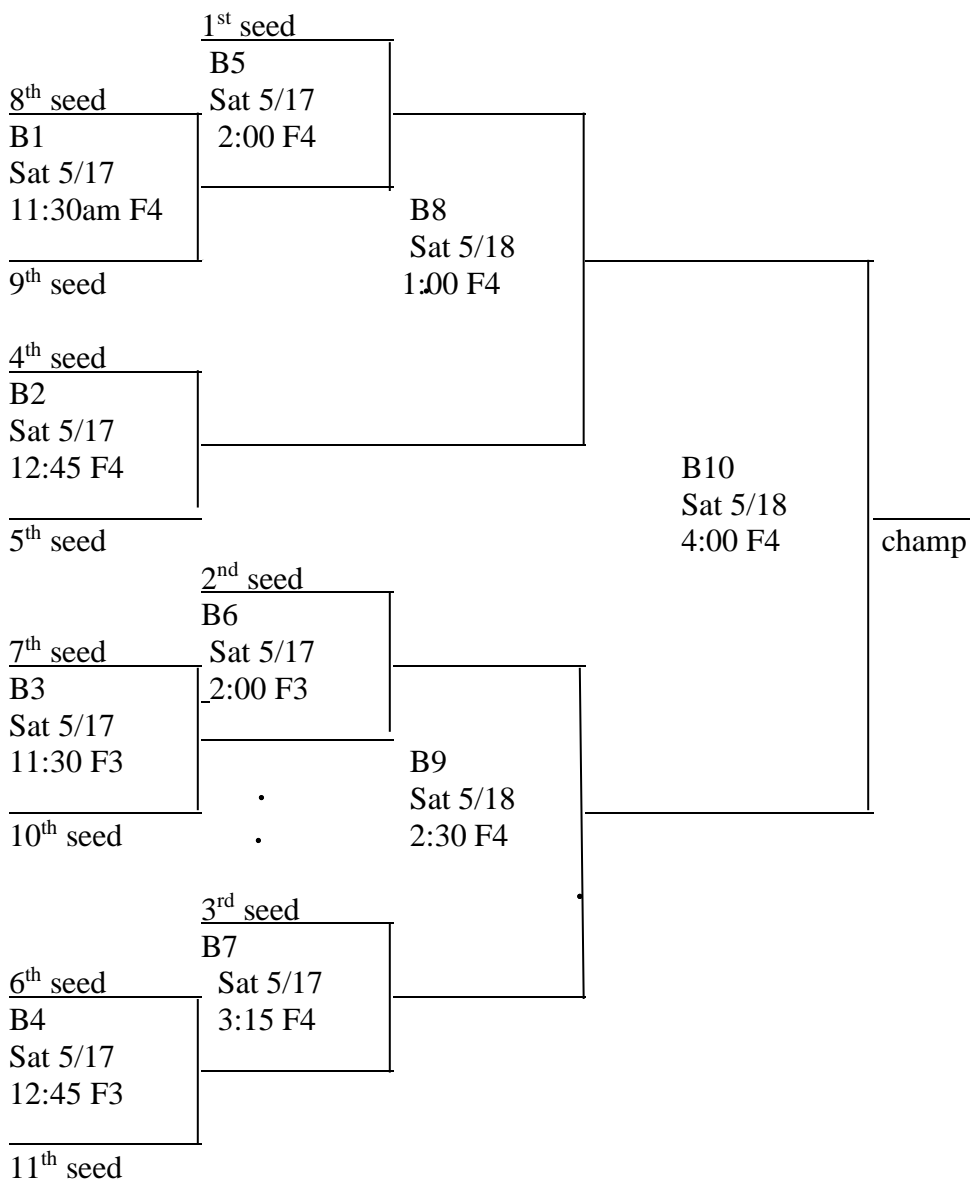 1st seed
B5
Sat 5/17
2:00 F4
8th seed
B1
Sat 5/17
11:30am F4
9th seed
B8
Sat 5/18
1:00 F4
4th seed
B2
Sat 5/17
12:45 F4
5th seed
B10
Sat 5/18
4:00 F4
champ
2nd seed
B6
Sat 5/17
2:00 F3
7th seed
B3
Sat 5/17
11:30 F3
10th seed
B9
Sat 5/18
2:30 F4
3rd seed
B7
Sat 5/17
3:15 F4
6th seed
B4
Sat 5/17
12:45 F3
11th seed